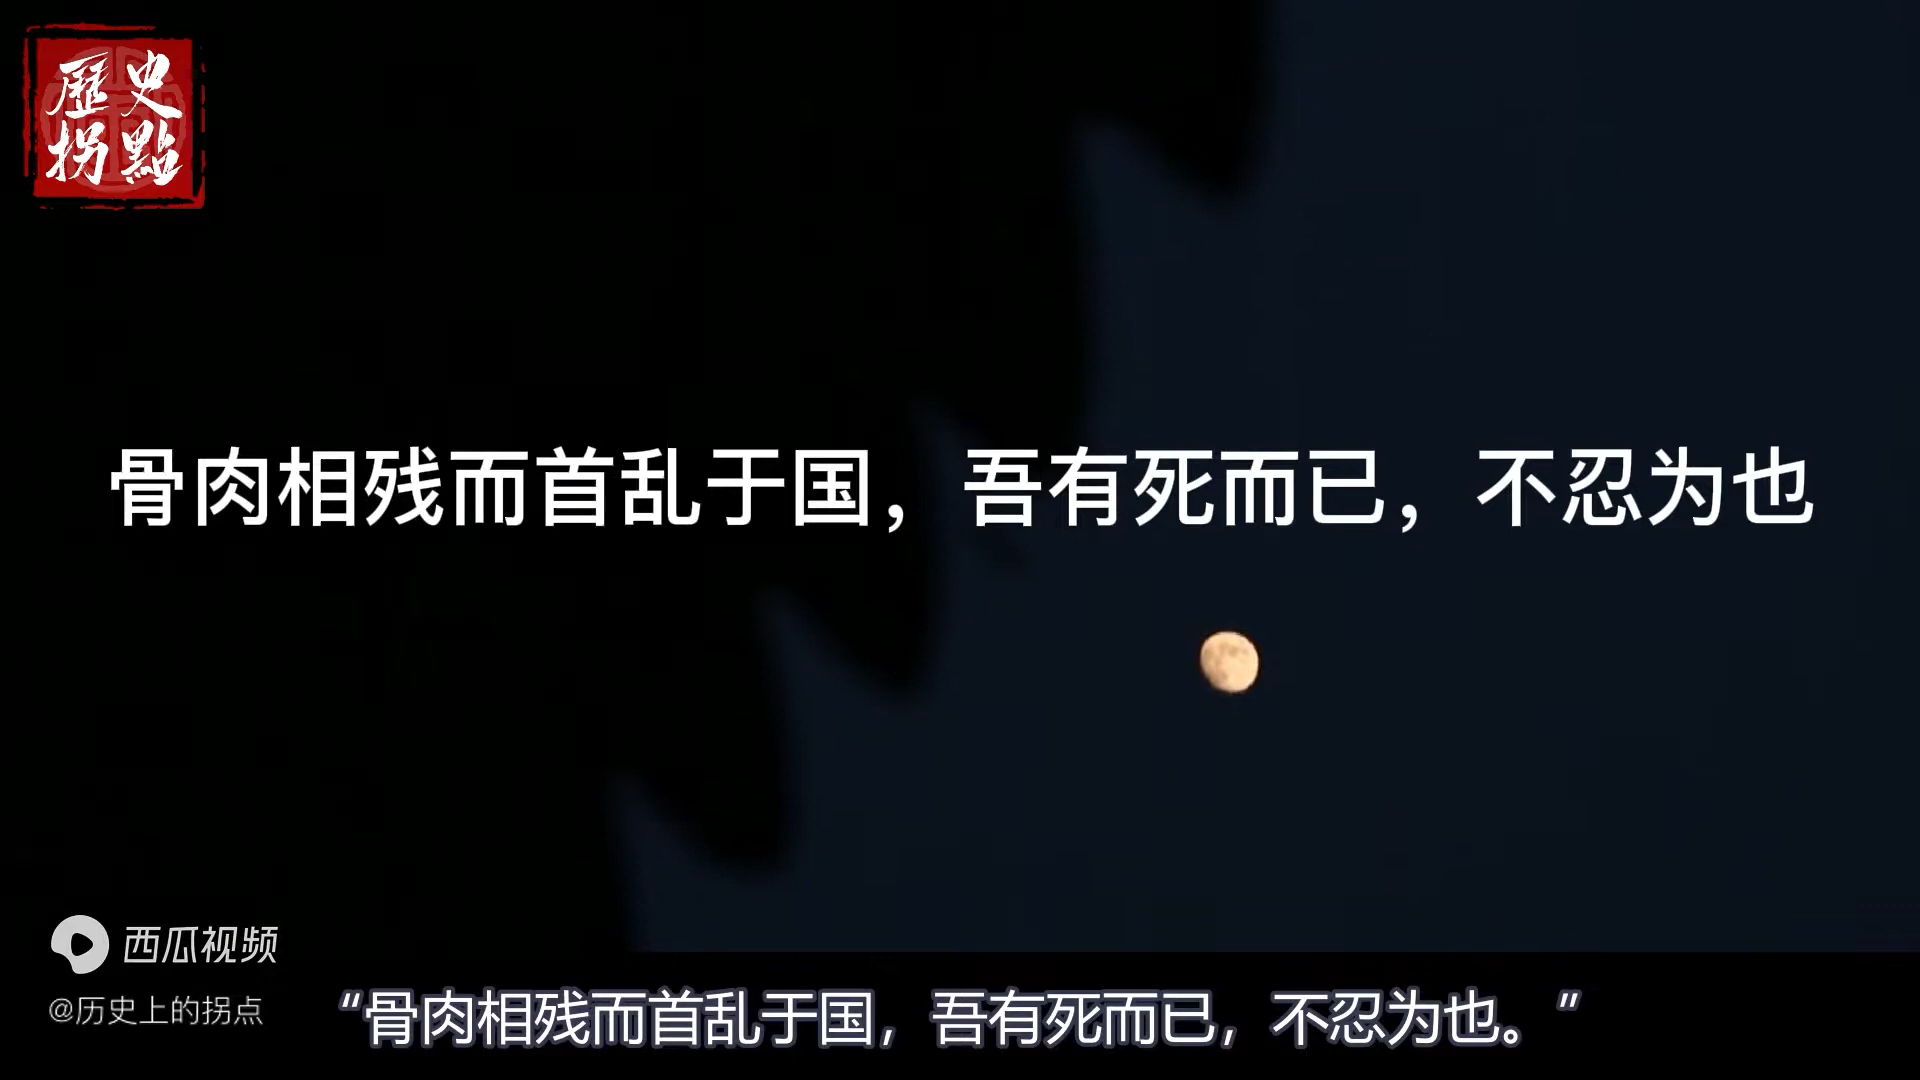 歷史
拐點
骨肉相残而首乱于国，吾有死而已，不忍为也
西瓜视频
@历史上的拐点
“骨肉相残而首乱于国，吾有死而已，不忍为也。”